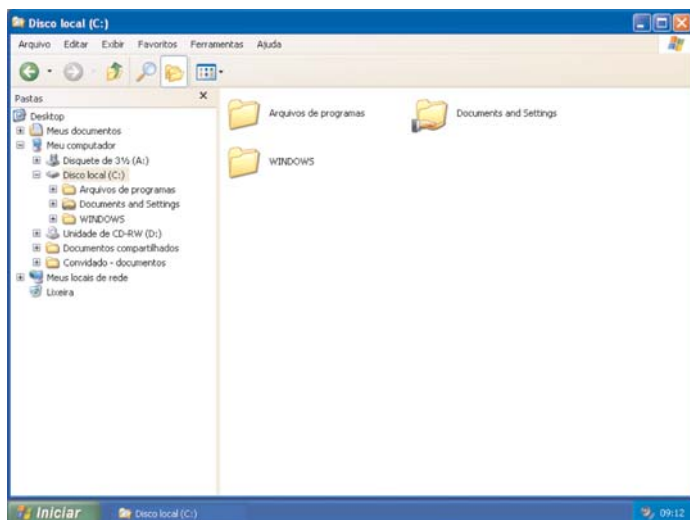 Disco local (C:)
Arquivo Editar Exibir Favoritos Ferramentas Ajuda
Pastas
Desktop
Meus documentos
Meu computador
Disquete de 3½ (A:)
Disco local (C:)
Arquivos de programas
Documents and Settings
WINDOWS
Unidade de CD-RW (D:)
Documentos compartilhados
Convidado - documentos
Meus locais de rede
Lixeira
Arquivos de programas
Documents and Settings
WINDOWS
Iniciar
Disco local (C:)
09:12